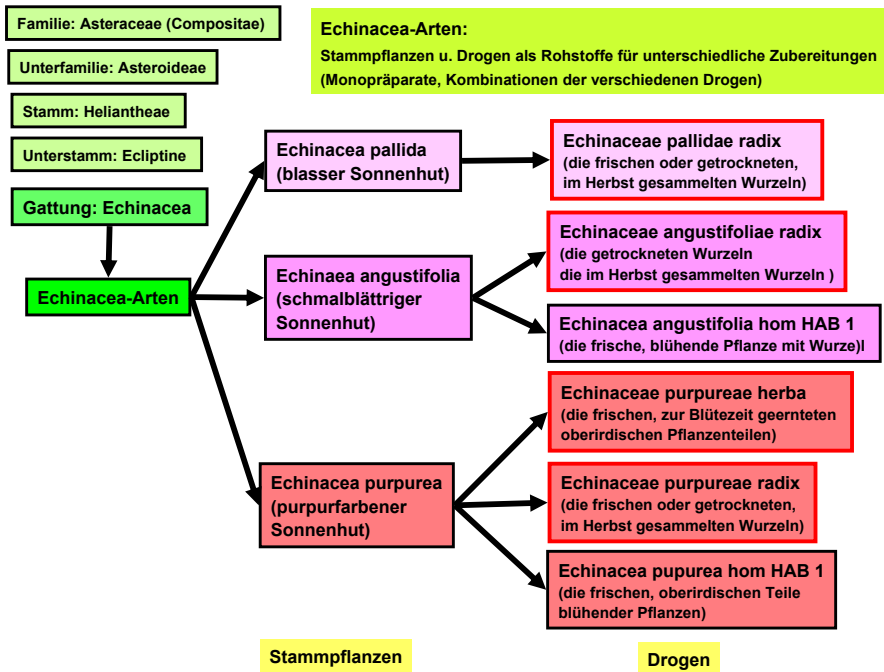 Familie: Asteraceae (Compositae)
Unterfamilie: Asteroideae
Stamm: Heliantheae
Unterstamm: Ecliptine
Gattung: Echinacea
Echinacea-Arten
Echinacea-Arten:
Stammpflanzen u. Drogen als Rohstoffe für unterschiedliche Zubereitungen
(Monopräparate, Kombinationen der verschiedenen Drogen)
Echinacea pallida
(blasser Sonnenhut)
Echinaea angustifolia
(schmalblättriger
Sonnenhut)
Echinacea purpurea
(purpurfarbener
Sonnenhut)
Echinaceae pallidae radix
(die frischen oder getrockneten,
im Herbst gesammelten Wurzeln)
Echinaceae angustifoliae radix
(die getrockneten Wurzeln
die im Herbst gesammelten Wurzeln )
Echinacea angustifolia hom HAB 1
(die frische, blühende Pflanze mit Wurze)l
Echinaceae purpureae herba
(die frischen, zur Blütezeit geernteten
oberirdischen Pflanzenteilen)
Echinaceae purpureae radix
(die frischen oder getrockneten,
im Herbst gesammelten Wurzeln)
Echinacea pupurea hom HAB 1
(die frischen, oberirdischen Teile
blühender Pflanzen)
Stammpflanzen
Drogen